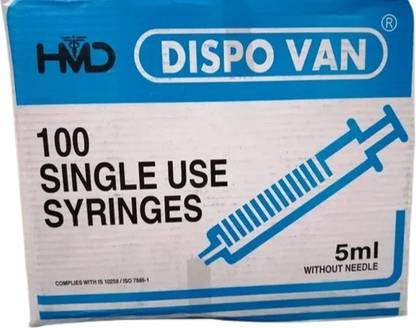 HMD DISPO VAN ®
100
SINGLE USE
SYRINGES
5ml
WITHOUT NEEDLE
COMPLIES WITH IS 10258 / ISO 7886-1